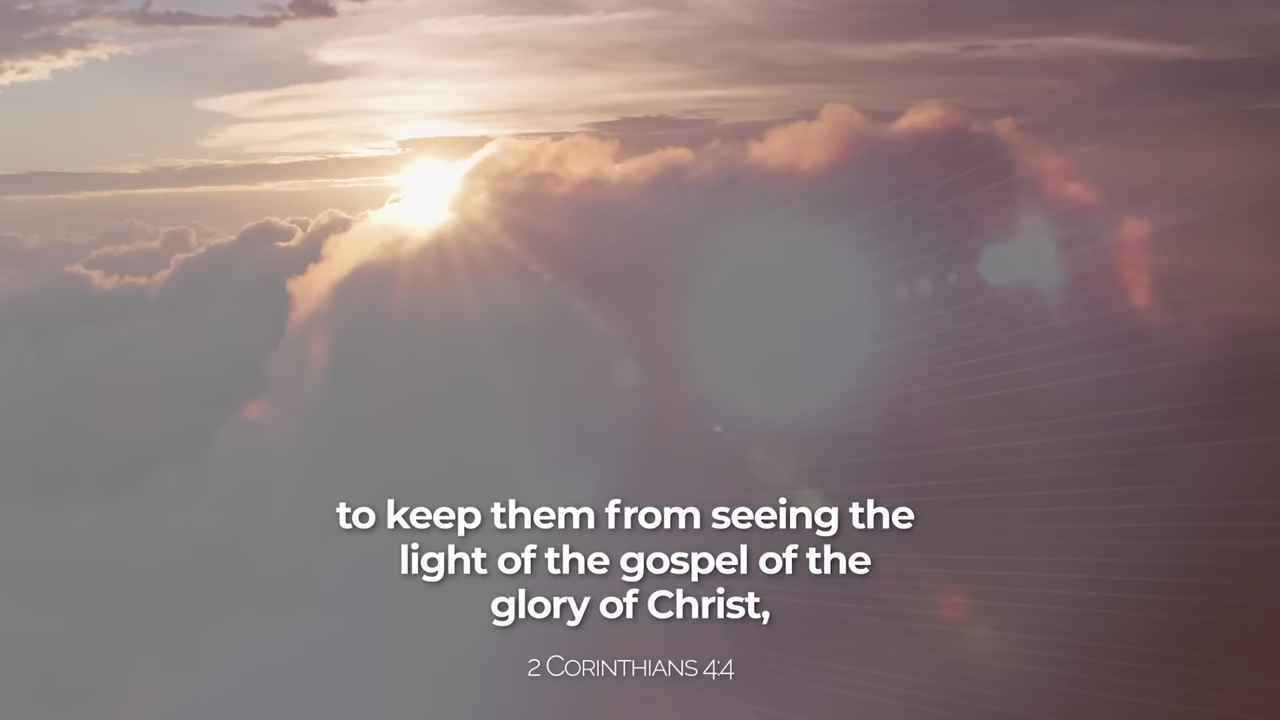 to keep them from seeing the
light of the gospel of the
glory of Christ,
2 Corinthians 4:4